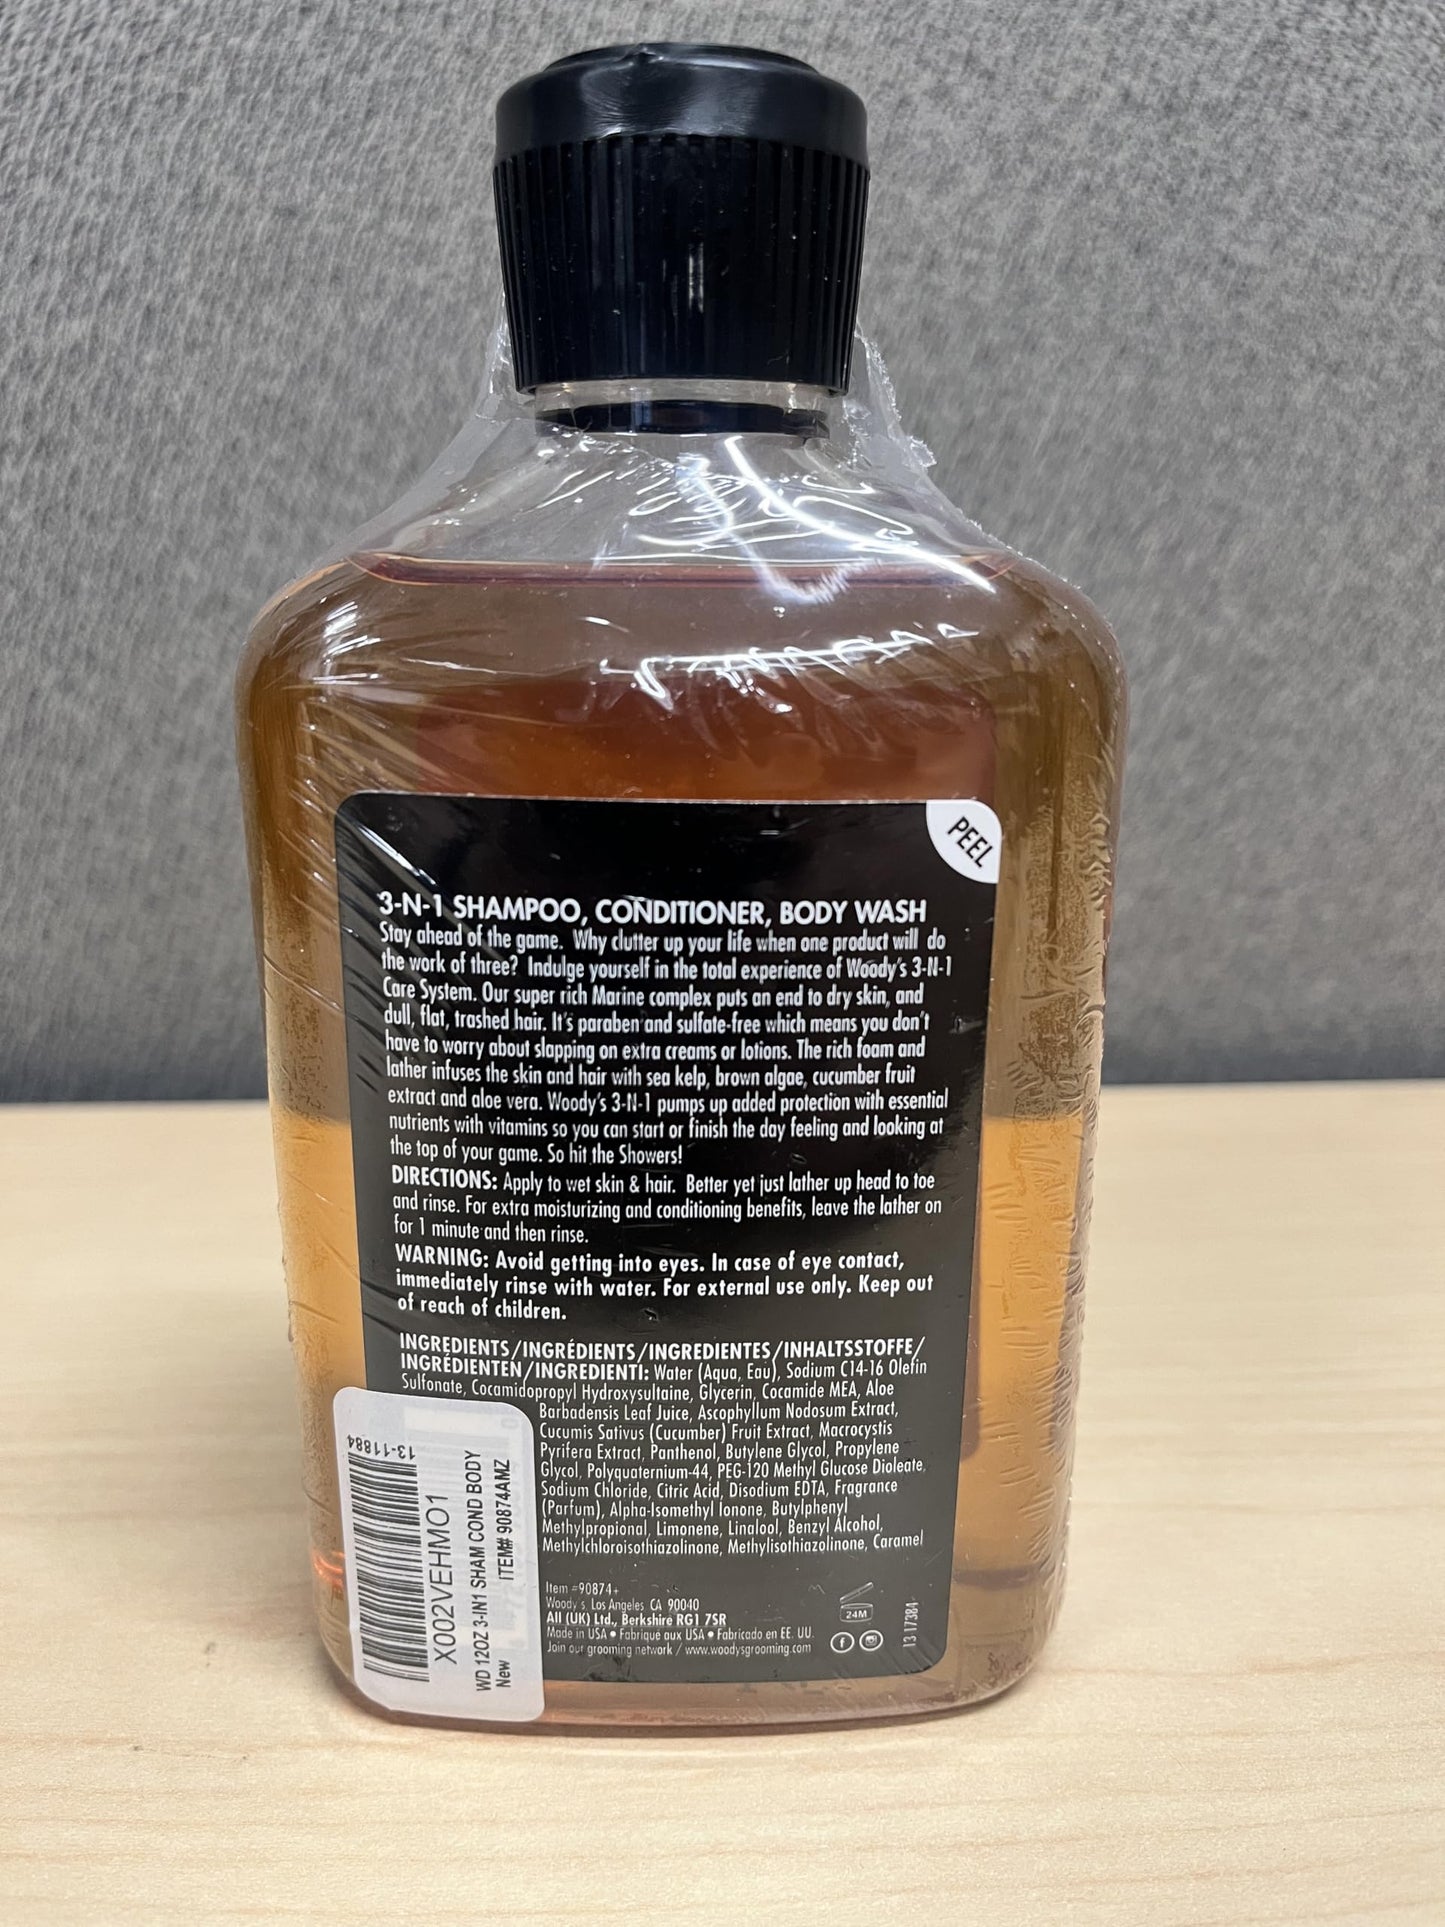 PEEL
3-N-1 SHAMPOO, CONDITIONER, BODY WASH
Stay ahead of the game. Why clutter up your life when one product will do
the work of three? Indulge yourself in the total experience of Woody's 3-N-1
Care System. Our super rich Marine complex puts an end to dry skin, and
dull, flat, trashed hair. It's paraben and sulfate-free which means you don't
have to worry about slapping on extra creams or lotions. The rich foam and
lather infuses the skin and hair with sea kelp, brown algae, cucumber fruit
extract and aloe vera. Woody's 3-N-1 pumps up added protection with essential
nutrients with vitamins so you can start or finish the day feeling and looking at
the top of your game. So hit the Showers!
DIRECTIONS: Apply to wet skin & hair. Better yet just lather up head to toe
and rinse. For extra moisturizing and conditioning benefits, leave the lather on
for 1 minute and then rinse.
WARNING: Avoid getting into eyes. In case of eye contact,
immediately rinse with water. For external use only. Keep out
of reach of children.
INGREDIENTS/INGRÉDIENTS/INGREDIENTES/INHALTSSTOFFE/
INGRÉDIENTEN/INGREDIENTI: Water (Aqua, Eau), Sodium C14-16 Olefin
Sulfonate, Cocamidopropyl Hydroxysultaine, Glycerin, Cocamide MEA, Aloe
Barbadensis Leaf Juice, Ascophyllum Nodosum Extract,
Cucumis Sativus (Cucumber) Fruit Extract, Macrocystis
Pyrifera Extract, Panthenol, Butylene Glycol, Propylene
Glycol, Polyquaternium-44, PEG-120 Methyl Glucose Dioleate,
Sodium Chloride, Citric Acid, Disodium EDTA, Fragrance
(Parfum), Alpha-Isomethyl Ionone, Butylphenyl
Methylpropional, Limonene, Linalool, Benzyl Alcohol,
Methylchloroisothiazolinone, Methylisothiazolinone, Caramel
Item #90874+
Woody's, Los Angeles, CA 90040
AII (UK) Ltd., Berkshire RG1 7SR
Made in USA • Fabriqué aux USA • Fabricado en EE. UU.
Join our grooming network / www.woodysgrooming.com
24M
13 17384
13-11884
X002VEHMO1
WD 12OZ 3-IN1 SHAM COND BODY
New ITEM# 90874AMZ